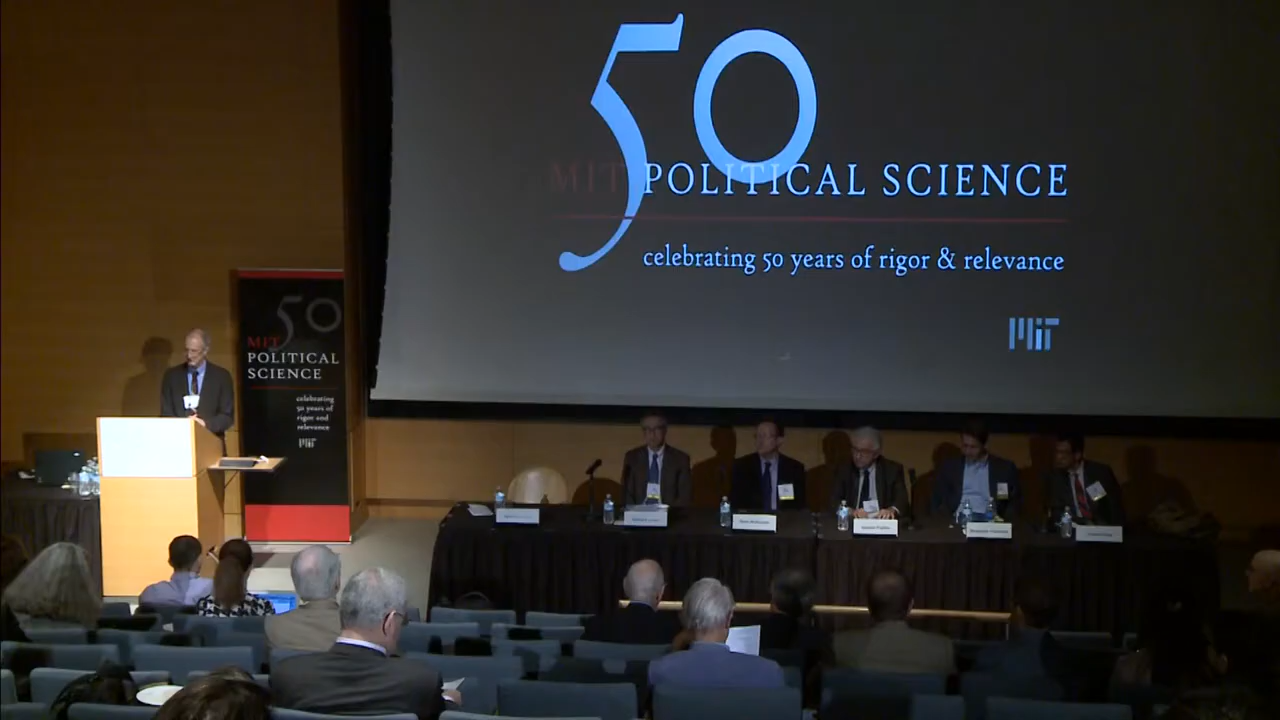 50
MIT POLITICAL SCIENCE
celebrating 50 years of rigor & relevance
MIT
50
MIT
POLITICAL
SCIENCE
celebrating
50 years of
rigor and
relevance
MIT